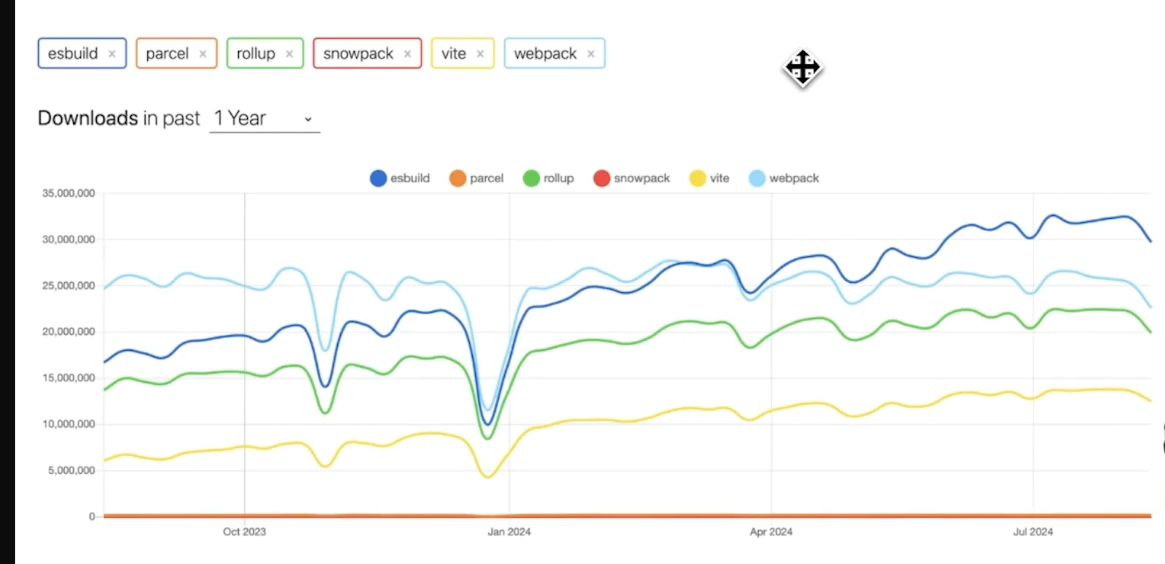 esbuild × parcel × rollup × snowpack × vite × webpack ×
Downloads in past 1 Year
esbuild parcel rollup snowpack vite webpack
35,000,000
30,000,000
25,000,000
20,000,000
15,000,000
10,000,000
5,000,000
0
Oct 2023 Jan 2024 Apr 2024 Jul 2024